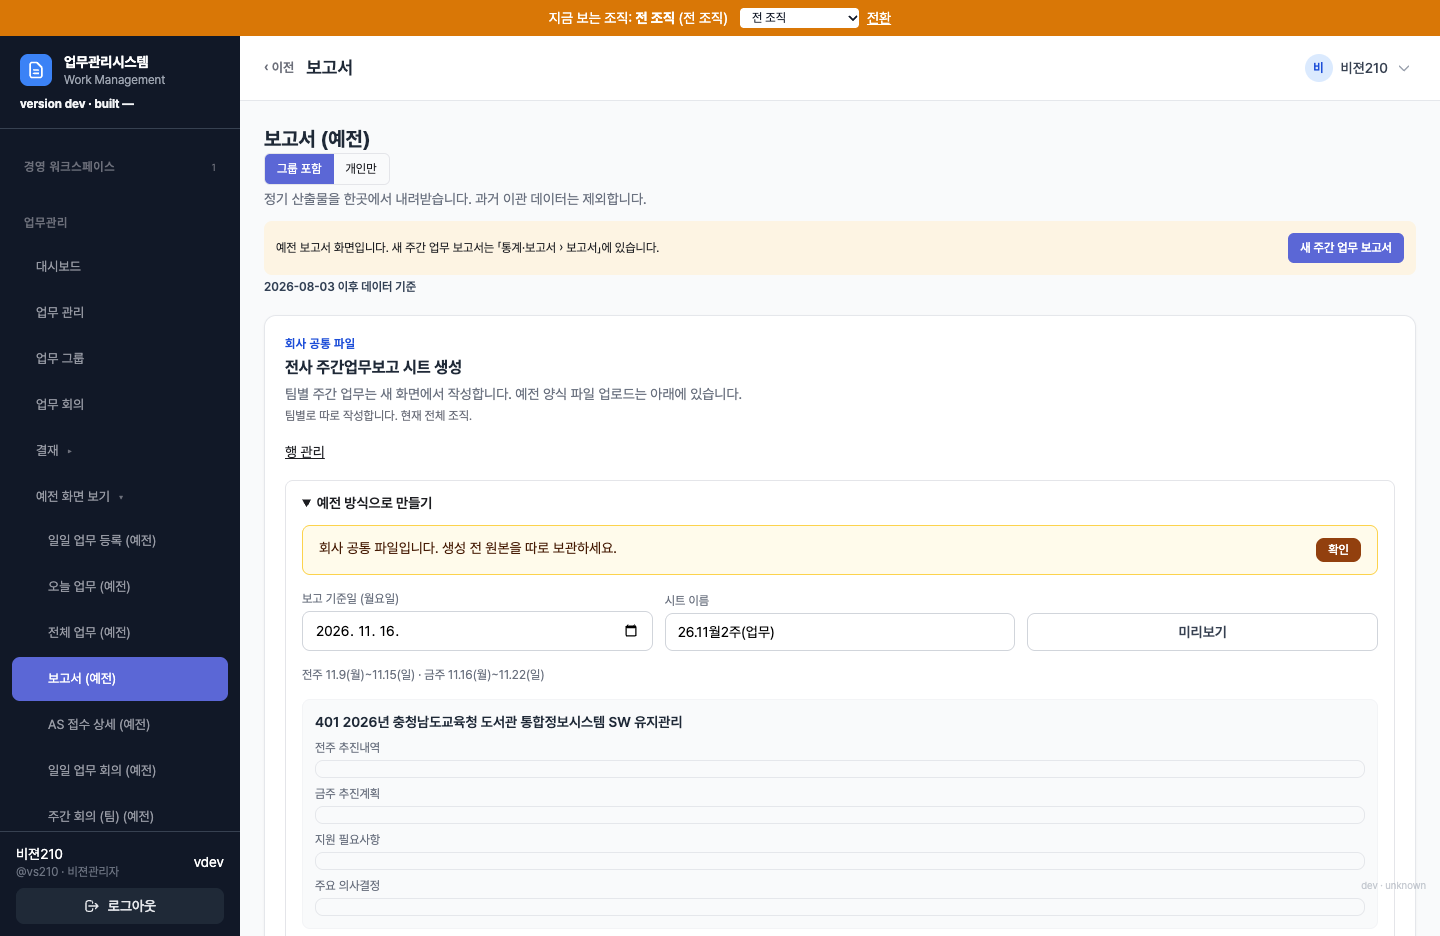 지금 보는 조직: 전 조직 (전 조직) 전 조직 전환
업무관리시스템
Work Management
version dev · built —
경영 워크스페이스 1
업무관리
대시보드
업무 관리
업무 그룹
업무 회의
결재 ▸
예전 화면 보기 ▾
일일 업무 등록 (예전)
오늘 업무 (예전)
전체 업무 (예전)
보고서 (예전)
AS 접수 상세 (예전)
일일 업무 회의 (예전)
주간 회의 (팀) (예전)
비젼210
@vs210 · 비젼관리자
vdev
로그아웃
‹ 이전 보고서
비 비젼210
보고서 (예전)
그룹 포함 개인만
정기 산출물을 한곳에서 내려받습니다. 과거 이관 데이터는 제외합니다.
예전 보고서 화면입니다. 새 주간 업무 보고서는 「통계·보고서 › 보고서」에 있습니다.
새 주간 업무 보고서
2026-08-03 이후 데이터 기준
회사 공통 파일
전사 주간업무보고 시트 생성
팀별 주간 업무는 새 화면에서 작성합니다. 예전 양식 파일 업로드는 아래에 있습니다.
팀별로 따로 작성합니다. 현재 전체 조직.
행 관리
▼ 예전 방식으로 만들기
회사 공통 파일입니다. 생성 전 원본을 따로 보관하세요.
확인
보고 기준일 (월요일)
2026. 11. 16.
시트 이름
26.11월2주(업무)
미리보기
전주 11.9(월)~11.15(일) · 금주 11.16(월)~11.22(일)
401 2026년 충청남도교육청 도서관 통합정보시스템 SW 유지관리
전주 추진내역
금주 추진계획
지원 필요사항
주요 의사결정
dev · unknown